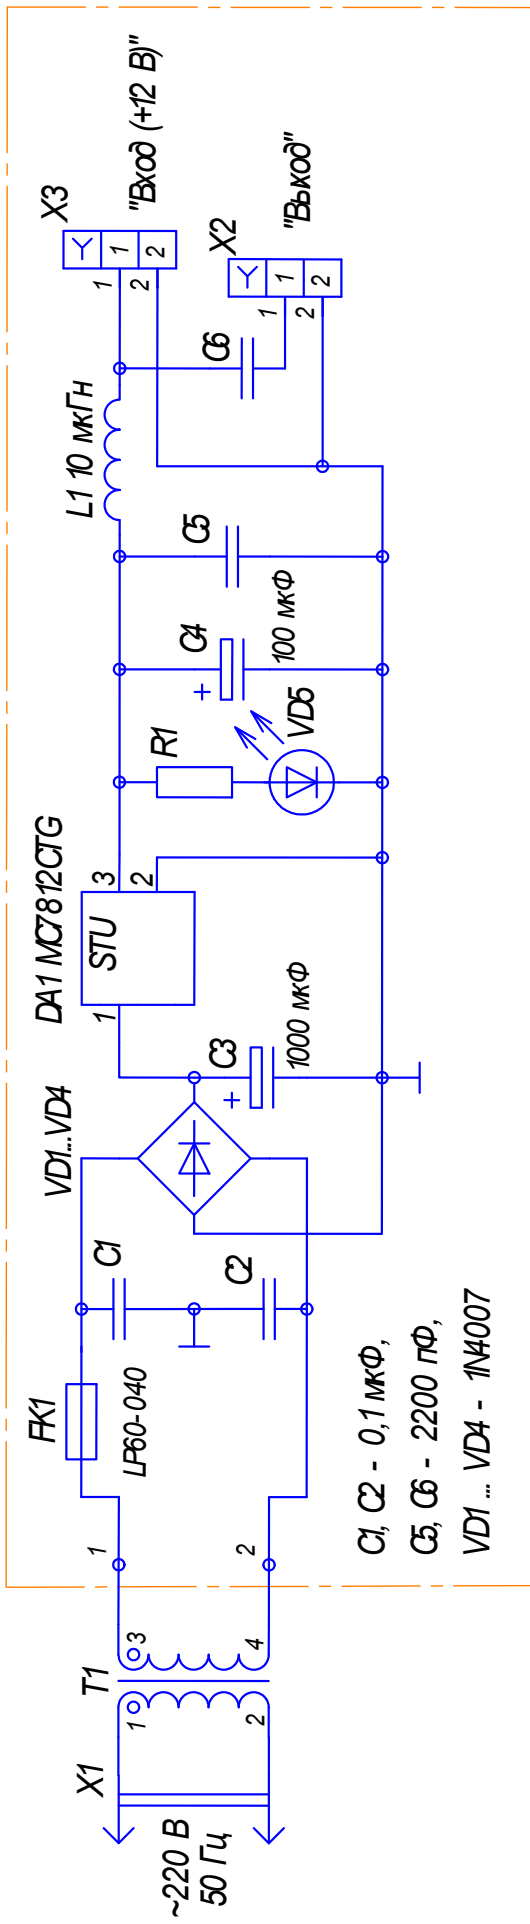 ~220 В
50 Гц
X1
1
2
T1
3
4
1
2
FK1
LP60-040
C1
C2
VD1...VD4
C3
+
1000 мкФ
DA1 MC7812CTG
STU
1
3
2
R1
VD5
C4
+
100 мкФ
C5
L1 10 мкГн
C6
X3
1
2
1
2
"Вход (+12 В)"
X2
1
2
1
2
"Выход"
C1, C2 - 0,1 мкФ,
C5, C6 - 2200 пФ,
VD1 ... VD4 - 1N4007